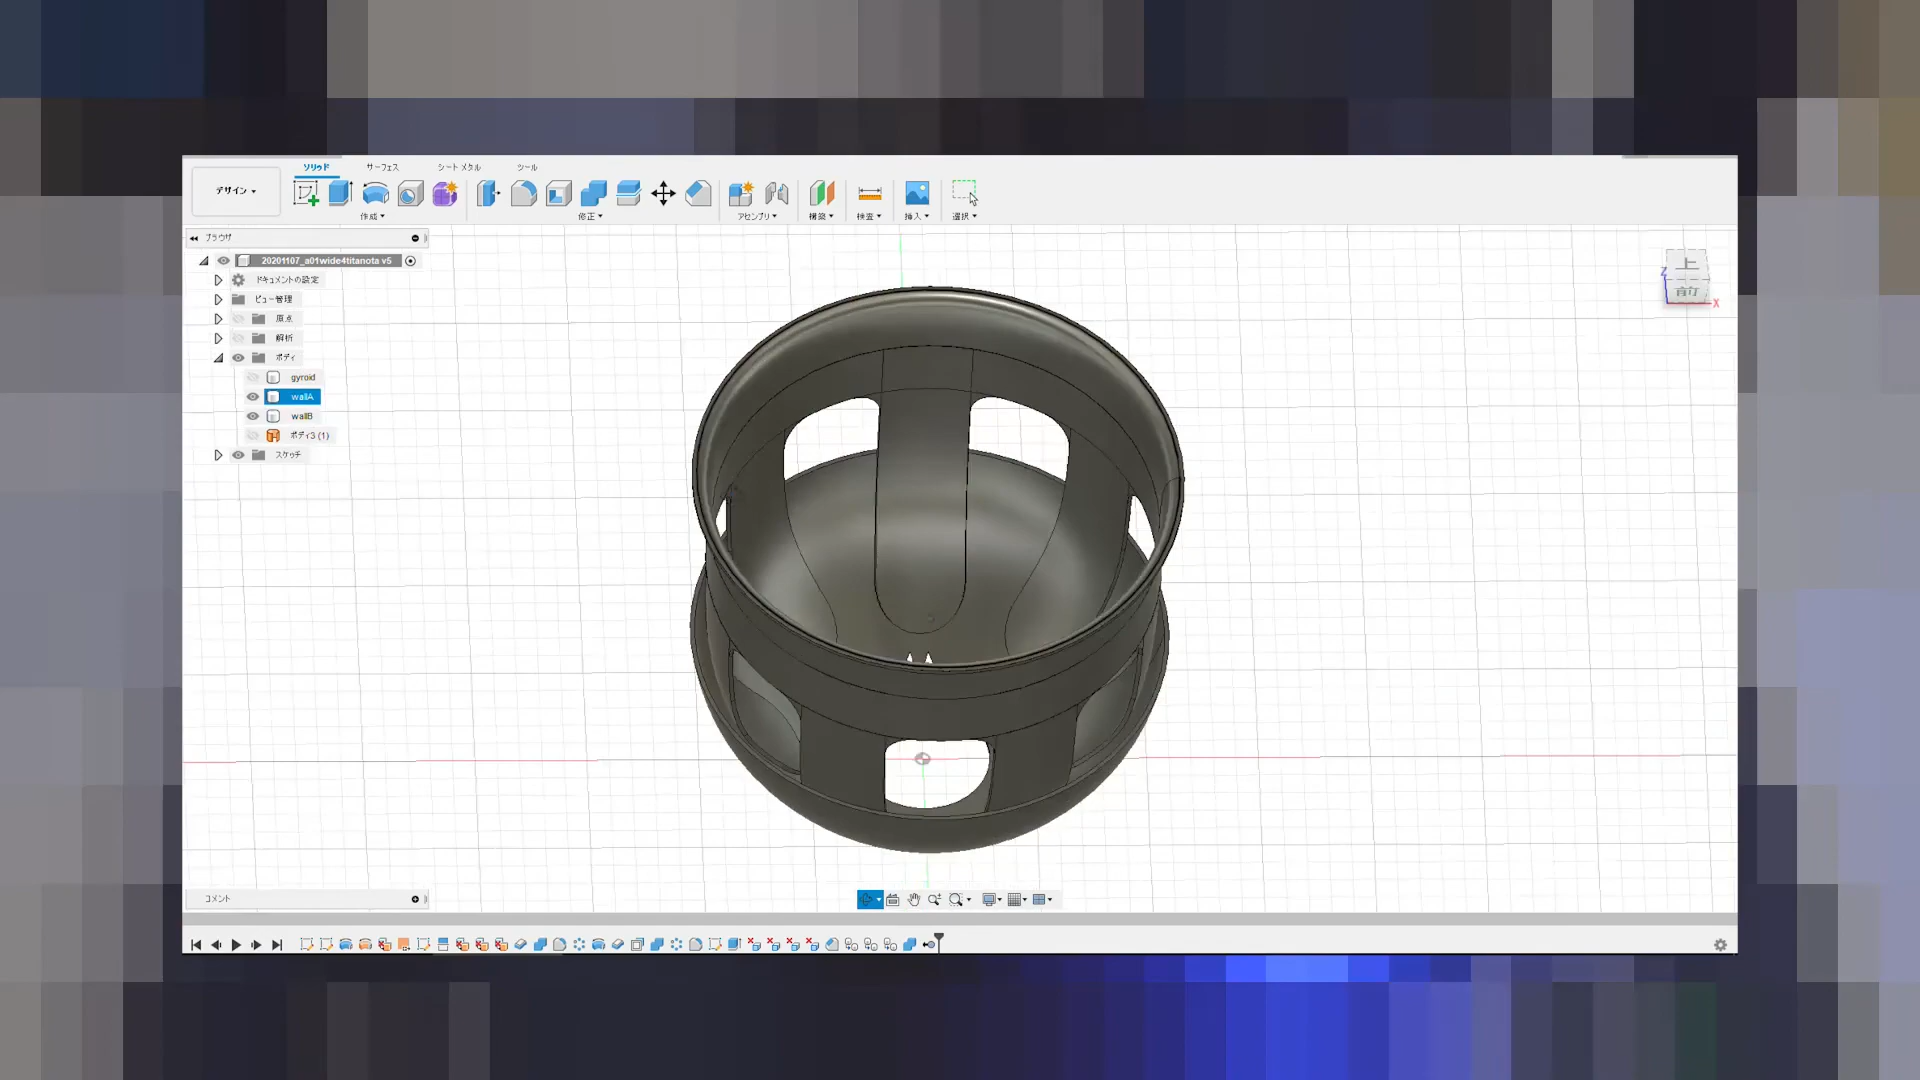 ソリッド サーフェス シート メタル ツール
デザイン
作成 修正 アセンブリ 構築 検査 挿入 選択
ブラウザ
20201107_a01wide4titanota v5
ドキュメントの設定
ビュー管理
原点
解析
ボディ
gyroid
wallA
wallB
ボディ3 (1)
スケッチ
上
Z
前
X
コメント